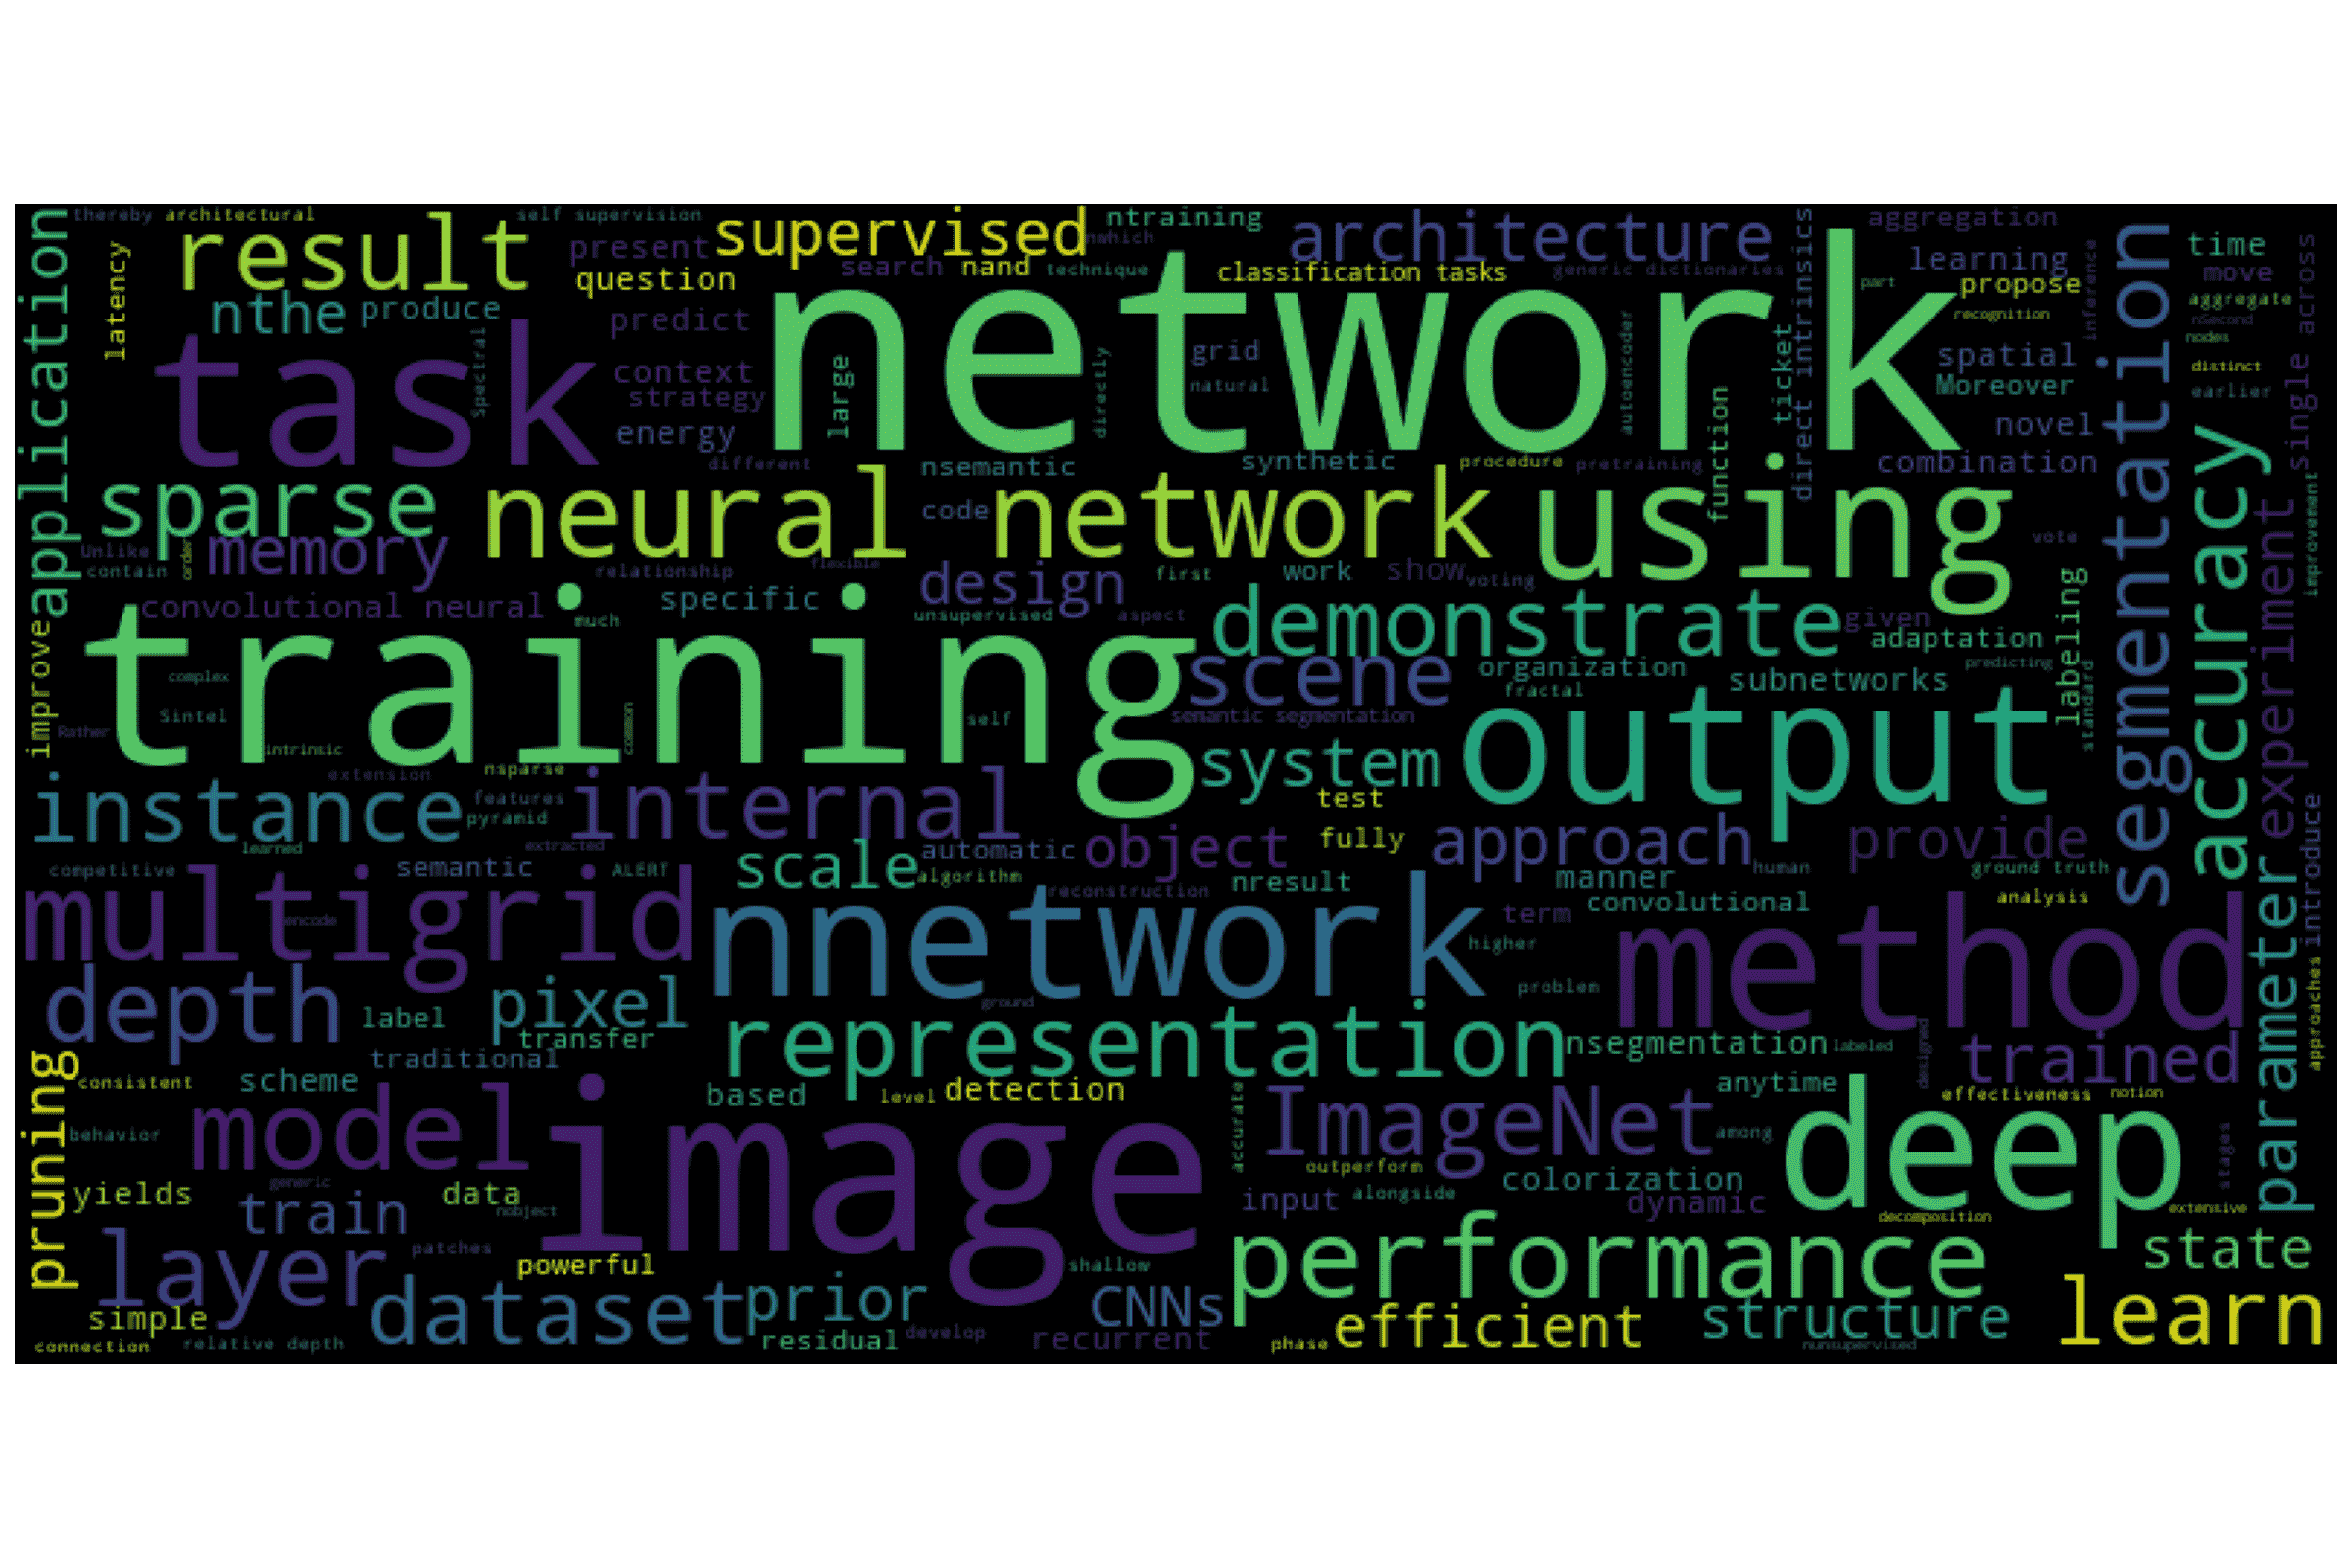 thereby architectural
self supervision
supervised
ntraining
nwhich
architecture
aggregation
time
application
latency
result
present
question
search
nand
technique
classification tasks
generic dictionaries
direct intrinsics
part
learning
propose
inference
segmentation
move
aggregate
nSecond
nodes
single across
nthe
produce
predict
network
recognition
task
Spectral
context
strategy
energy
large
directly
grid
natural
autoencoder
function
ticket
spatial
Moreover
novel
distinct
earlier
different
nsemantic
synthetic
procedure
pretraining
combination
accuracy
sparse
neural network
using
code
experiment
improvement
Unlike
contain
order
memory
relationship
flexible
design
first
work
show
voting
vote
convolutional neural
specific
much
unsupervised
aspect
demonstrate
given
adaptation
labeling
improve
training
complex
Sintel
Rather
intrinsic
common
self
scene
organization
fractal
semantic segmentation
subnetworks
predicting
standard
system
output
extension
nsparse
instance
features
pyramid
internal
test
fully
learned
extracted
object
approach
provide
introduce
competitive
semantic
ALERT
scale
automatic
algorithm
reconstruction
nresult
manner
human
ground truth
parameter
multigrid
encode
nnetwork
higher
term
convolutional
analysis
method
depth
label
pixel
transfer
ground
problem
approaches
representation
nsegmentation
labeled
designed
trained
traditional
pruning
consistent
scheme
based
level
detection
accurate
anytime
effectiveness
notion
behavior
model
image
ImageNet
among
deep
outperform
stages
generic
yields
train
data
nobject
input
alongside
colorization
dynamic
decomposition
extensive
layer
patches
powerful
shallow
performance
state
simple
dataset
prior
CNNs
efficient
structure
learn
connection
relative depth
residual
develop
recurrent
phase
nunsupervised